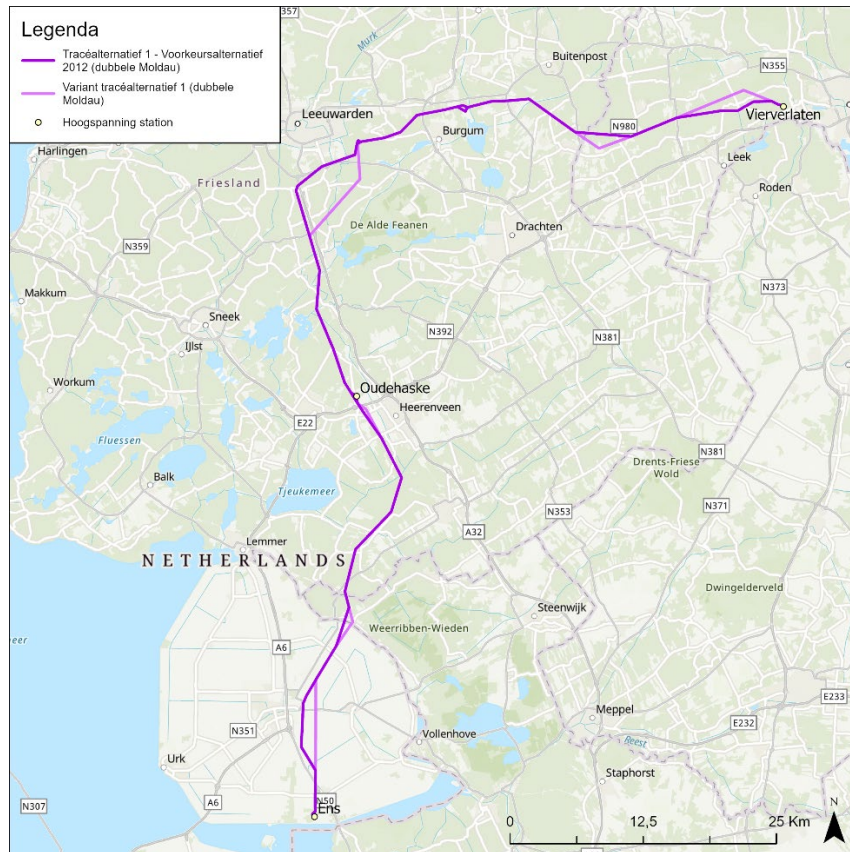 Legenda
Tracéalternatief 1 - Voorkeursalternatief
2012 (dubbele Moldau)
Variant tracéalternatief 1 (dubbele
Moldau)
Hoogspanning station
N357
Murk
Buitenpost
N355
Leeuwarden
N980
Vierverlaten
Burgum
Harlingen
Leek
Friesland
Roden
De Alde Feanen
Drachten
N359
N373
Makkum
Sneek
N392
N381
IJlst
Workum
Oudehaske
Heerenveen
E22
Fluessen
N381
Drents-Friese
Wold
Balk
Tjeukemeer
N371
N353
A32
Lemmer
NETHERLANDS
Dwingelderveld
Steenwijk
meer
Weerribben-Wieden
A6
E233
Meppel
E232
N351
Vollenhove
Reest
Urk
Staphorst
N307
A6
N50
Ens
N
0
12,5
25 Km